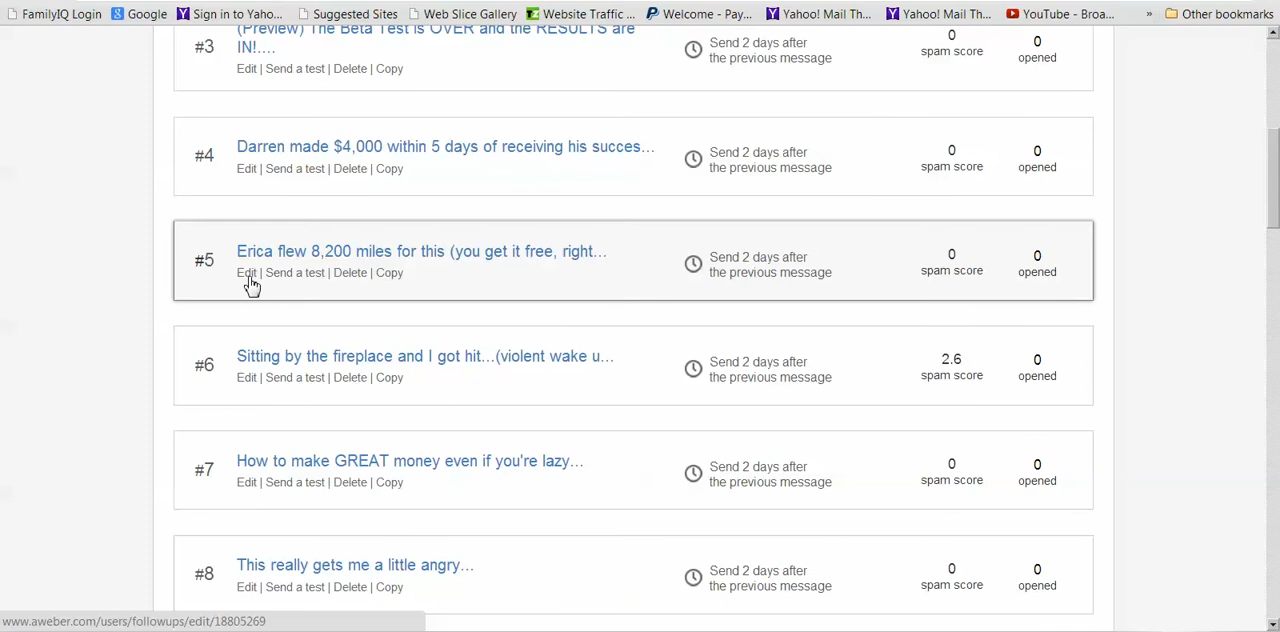 FamilyIQ Login Google Sign in to Yaho... Suggested Sites Web Slice Gallery Website Traffic ... Welcome - Pay... Yahoo! Mail Th... Yahoo! Mail Th... YouTube - Broa... » Other bookmarks
#3 (Preview) The Beta Test is OVER and the RESULTS are
IN!....
Edit | Send a test | Delete | Copy
Send 2 days after
the previous message
0
spam score
0
opened
#4 Darren made $4,000 within 5 days of receiving his succes...
Edit | Send a test | Delete | Copy
Send 2 days after
the previous message
0
spam score
0
opened
#5 Erica flew 8,200 miles for this (you get it free, right...
Edit | Send a test | Delete | Copy
Send 2 days after
the previous message
0
spam score
0
opened
#6 Sitting by the fireplace and I got hit...(violent wake u...
Edit | Send a test | Delete | Copy
Send 2 days after
the previous message
2.6
spam score
0
opened
#7 How to make GREAT money even if you're lazy...
Edit | Send a test | Delete | Copy
Send 2 days after
the previous message
0
spam score
0
opened
#8 This really gets me a little angry...
Edit | Send a test | Delete | Copy
Send 2 days after
the previous message
0
spam score
0
opened
www.aweber.com/users/followups/edit/18805269